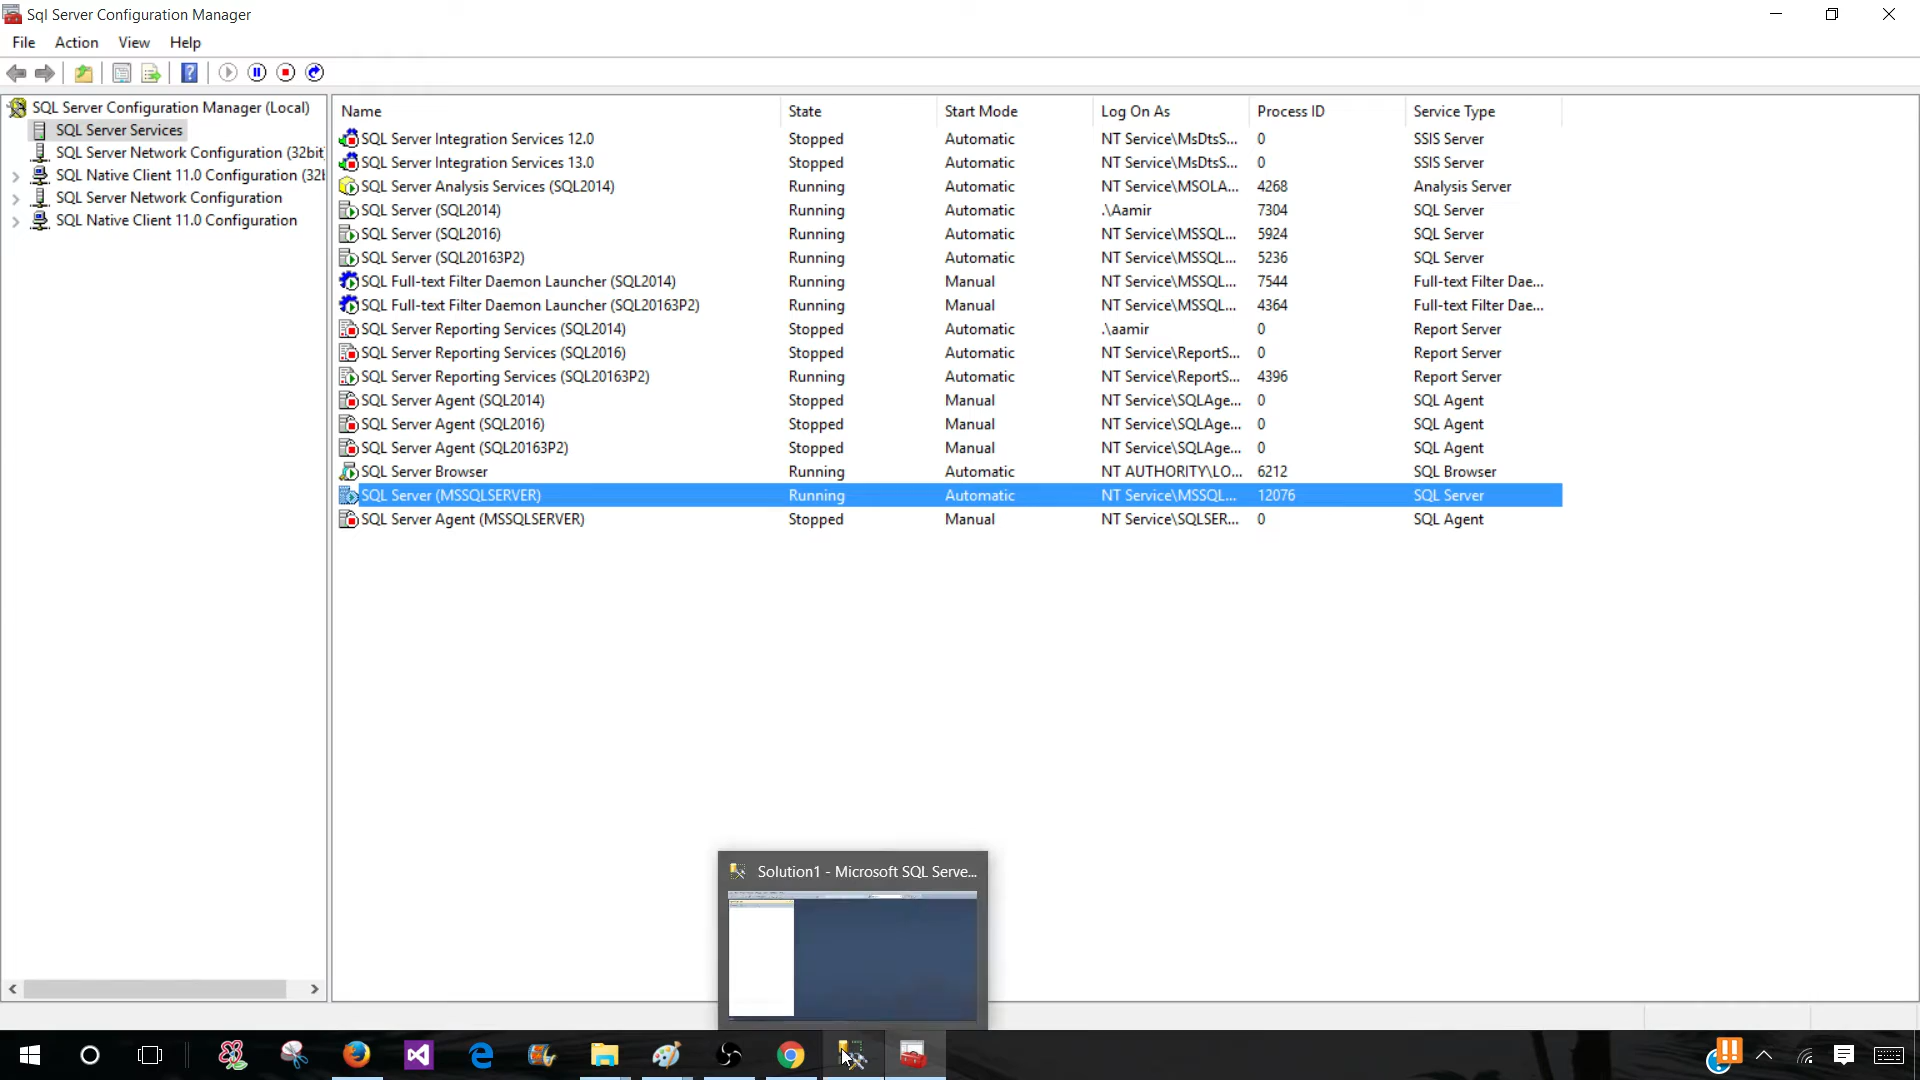 Sql Server Configuration Manager
File Action View Help
SQL Server Configuration Manager (Local)
SQL Server Services
SQL Server Network Configuration (32bit
SQL Native Client 11.0 Configuration (32b
SQL Server Network Configuration
SQL Native Client 11.0 Configuration
Name State Start Mode Log On As Process ID Service Type
SQL Server Integration Services 12.0 Stopped Automatic NT Service\MsDtsS... 0 SSIS Server
SQL Server Integration Services 13.0 Stopped Automatic NT Service\MsDtsS... 0 SSIS Server
SQL Server Analysis Services (SQL2014) Running Automatic NT Service\MSOLA... 4268 Analysis Server
SQL Server (SQL2014) Running Automatic .\Aamir 7304 SQL Server
SQL Server (SQL2016) Running Automatic NT Service\MSSQL... 5924 SQL Server
SQL Server (SQL20163P2) Running Automatic NT Service\MSSQL... 5236 SQL Server
SQL Full-text Filter Daemon Launcher (SQL2014) Running Manual NT Service\MSSQL... 7544 Full-text Filter Dae...
SQL Full-text Filter Daemon Launcher (SQL20163P2) Running Manual NT Service\MSSQL... 4364 Full-text Filter Dae...
SQL Server Reporting Services (SQL2014) Stopped Automatic .\aamir 0 Report Server
SQL Server Reporting Services (SQL2016) Stopped Automatic NT Service\ReportS... 0 Report Server
SQL Server Reporting Services (SQL20163P2) Running Automatic NT Service\ReportS... 4396 Report Server
SQL Server Agent (SQL2014) Stopped Manual NT Service\SQLAge... 0 SQL Agent
SQL Server Agent (SQL2016) Stopped Manual NT Service\SQLAge... 0 SQL Agent
SQL Server Agent (SQL20163P2) Stopped Manual NT Service\SQLAge... 0 SQL Agent
SQL Server Browser Running Automatic NT AUTHORITY\LO... 6212 SQL Browser
SQL Server (MSSQLSERVER) Running Automatic NT Service\MSSQL... 12076 SQL Server
SQL Server Agent (MSSQLSERVER) Stopped Manual NT Service\SQLSER... 0 SQL Agent
Solution1 - Microsoft SQL Serve...